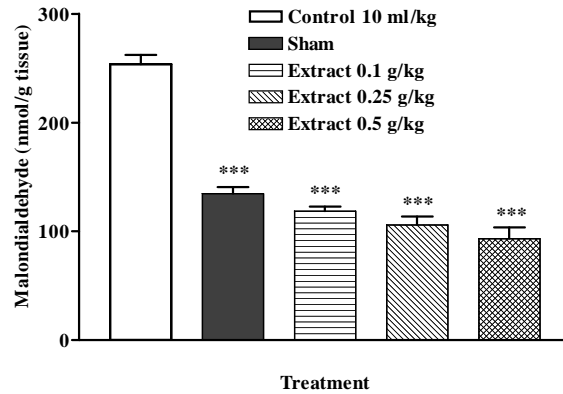 300
200
100
0
Malondialdehyde (nmol/g tissue)
Control 10 ml/kg
Sham
Extract 0.1 g/kg
Extract 0.25 g/kg
Extract 0.5 g/kg
***
***
***
***
Treatment